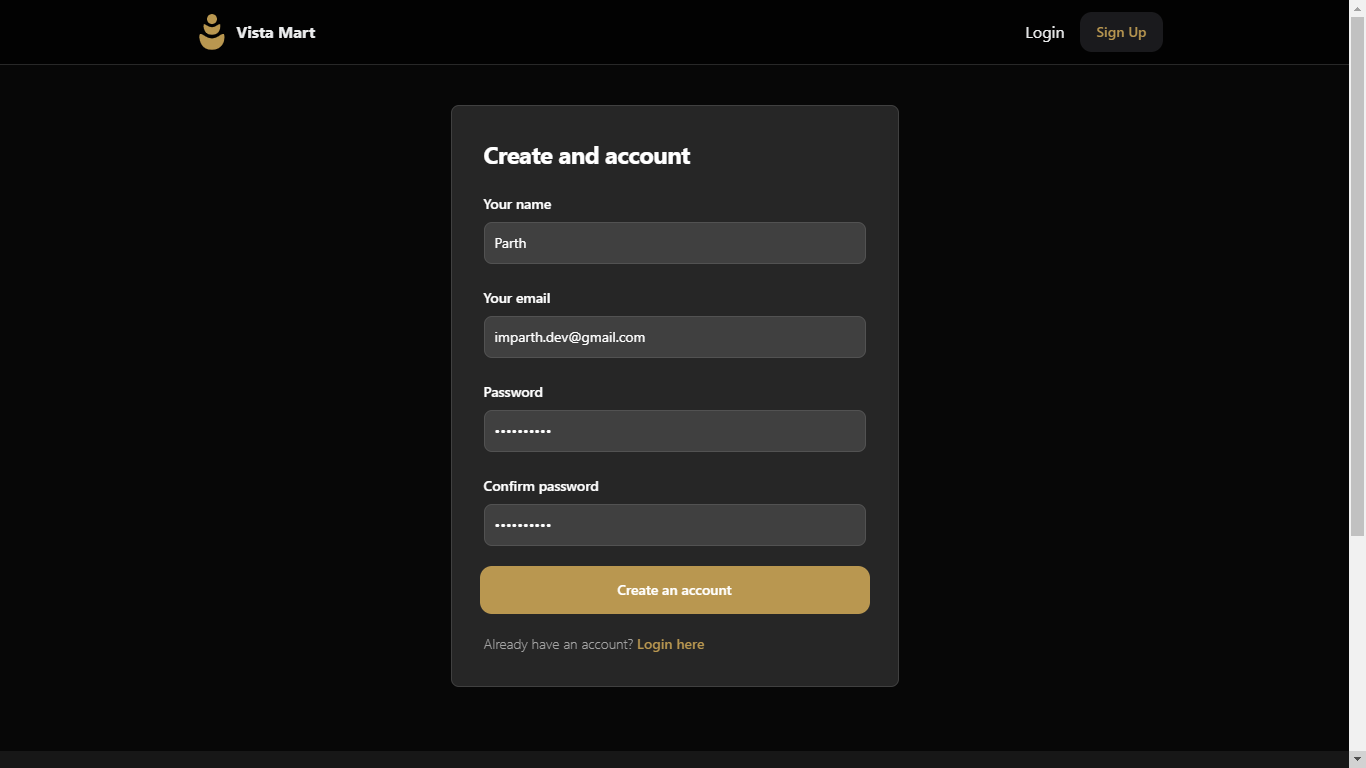 Vista Mart
Login
Sign Up
Create and account
Your name
Parth
Your email
imparth.dev@gmail.com
Password
••••••••••
Confirm password
••••••••••
Create an account
Already have an account? Login here